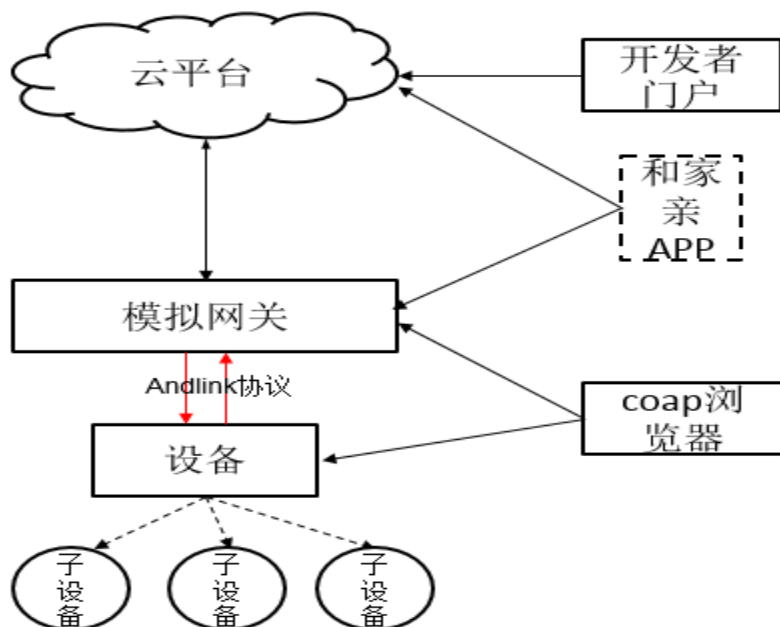 云平台
开发者
门户
和家
亲
APP
模拟网关
Andlink协议
coap浏
览器
设备
子
设
备
子
设
备
子
设
备